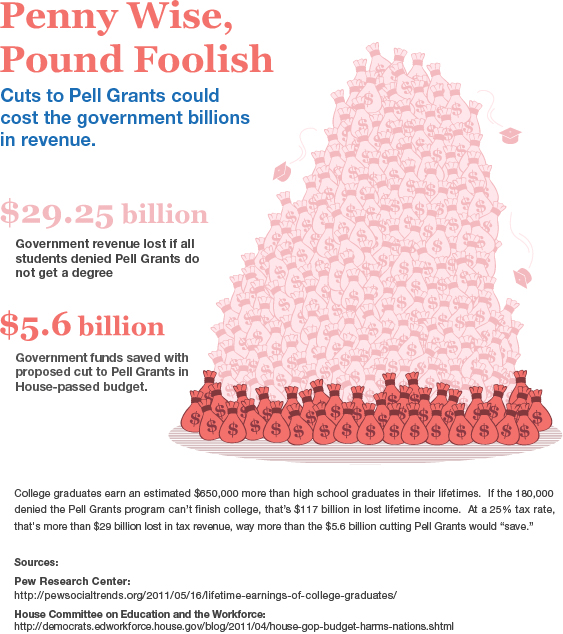 Penny Wise,
Pound Foolish
Cuts to Pell Grants could
cost the government billions
in revenue.
$29.25 billion
Government revenue lost if all
students denied Pell Grants do
not get a degree
$5.6 billion
Government funds saved with
proposed cut to Pell Grants in
House-passed budget.
College graduates earn an estimated $650,000 more than high school graduates in their lifetimes. If the 180,000
denied the Pell Grants program can't finish college, that's $117 billion in lost lifetime income. At a 25% tax rate,
that's more than $29 billion lost in tax revenue, way more than the $5.6 billion cutting Pell Grants would “save.”
Sources:
Pew Research Center:
http://pewsocialtrends.org/2011/05/16/lifetime-earnings-of-college-graduates/
House Committee on Education and the Workforce:
http://democrats.edworkforce.house.gov/blog/2011/04/house-gop-budget-harms-nations.shtml